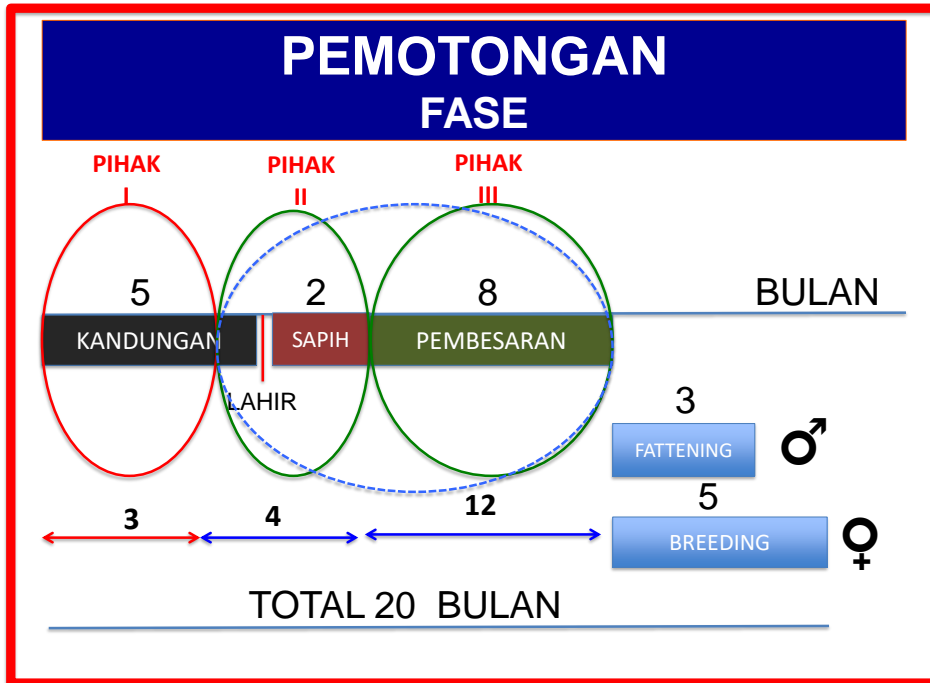 PEMOTONGAN
FASE
PIHAK
I
PIHAK
II
PIHAK
III
5
2
8
BULAN
KANDUNGAN
SAPIH
PEMBESARAN
LAHIR
3
FATTENING
♂
5
BREEDING
♀
3
4
12
TOTAL 20 BULAN